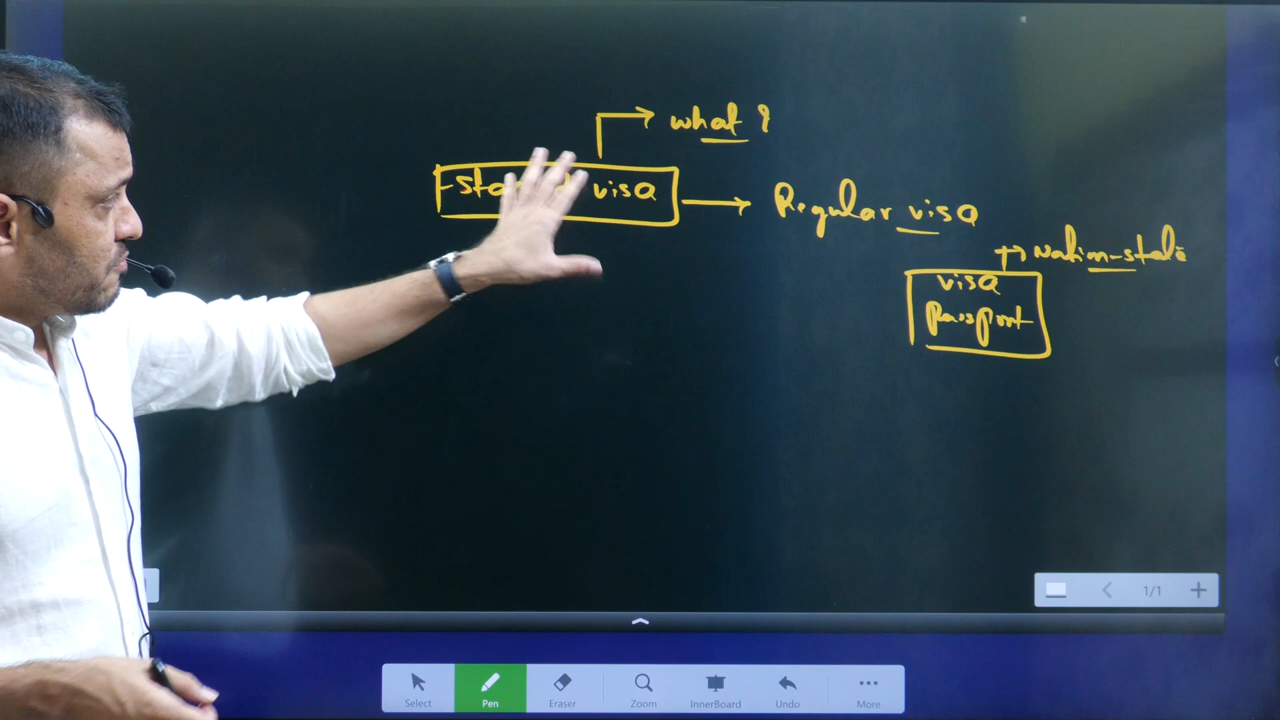 what ?
visa
Regular visa
Nation-state
visa
Passport
1/1
Select
Pen
Eraser
Zoom
InnerBoard
Undo
More